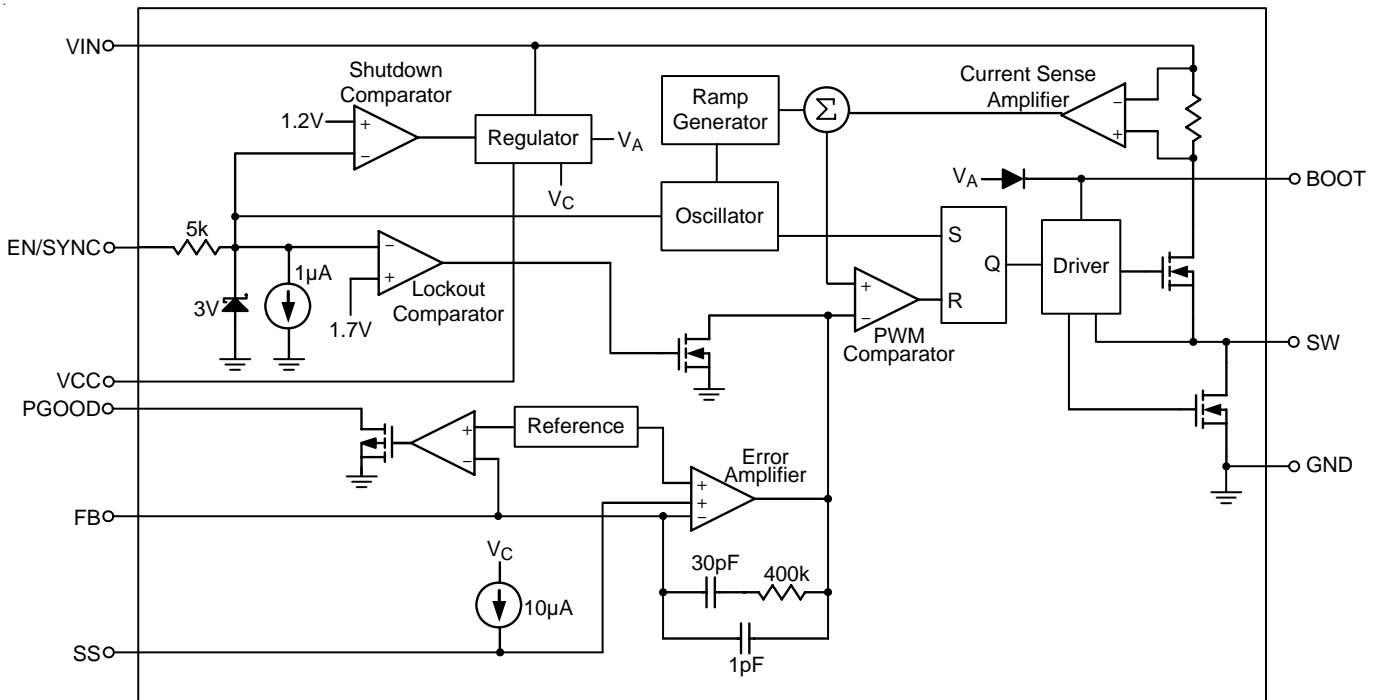 VIN
Shutdown
Comparator
1.2V
+
−
Regulator
VA
VC
Ramp
Generator
Σ
Current Sense
Amplifier
−
+
VA
BOOT
Oscillator
EN/SYNC
5k
3V
1µA
−
+
1.7V
Lockout
Comparator
S
Q
R
Driver
+
−
PWM
Comparator
SW
VCC
PGOOD
+
−
Reference
Error
Amplifier
+
+
−
GND
FB
VC
10µA
30pF
400k
1pF
SS